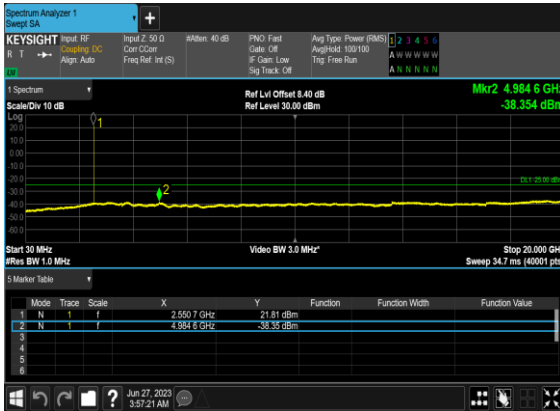 Spectrum Analyzer 1
Swept SA
+
KEYSIGHT Input: RF Input Z: 50 Ω #Atten: 40 dB PNO: Fast Avg Type: Power (RMS) 1 2 3 4 5 6
R T Coupling: DC Corr CCorr Gate: Off Avg|Hold: 100/100 A W W W W W
Align: Auto Freq Ref: Int (S) IF Gain: Low Trig: Free Run
Sig Track: Off A N N N N N
1 Spectrum Ref Lvl Offset 8.40 dB Mkr2 4.984 6 GHz
Scale/Div 10 dB Ref Level 30.00 dBm -38.354 dBm
Log
20.0
10.0
0.00
-10.0
-20.0
-30.0
-40.0
-50.0
-60.0
1
2
DL1 -25.00 dBm
Start 30 MHz Video BW 3.0 MHz* Stop 20.000 GHz
#Res BW 1.0 MHz Sweep 34.7 ms (40001 pts)
5 Marker Table
Mode Trace Scale X Y Function Function Width Function Value
1 N 1 f 2.550 7 GHz 21.81 dBm
2 N 1 f 4.984 6 GHz -38.35 dBm
3
4
5
6
? Jun 27, 2023
3:57:21 AM